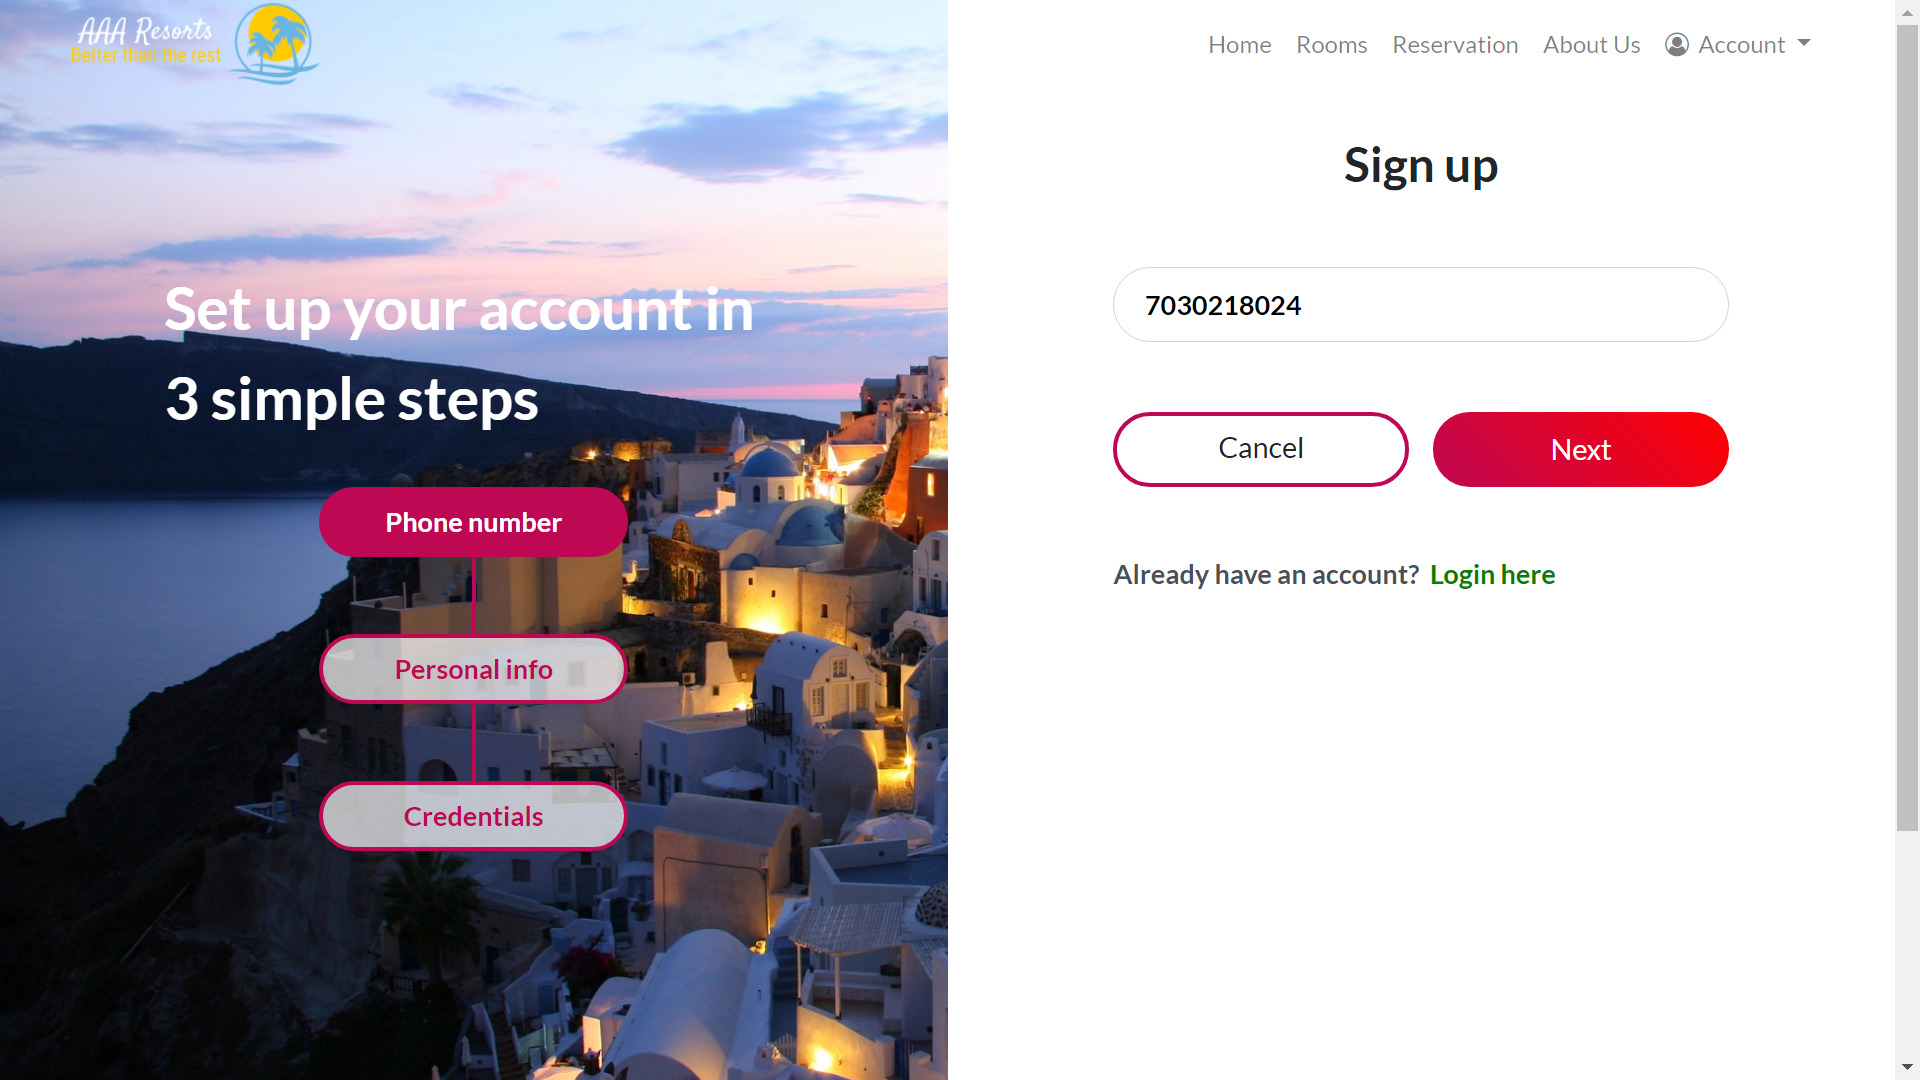 AAA Resorts
Better than the rest
Home
Rooms
Reservation
About Us
Account
Set up your account in
3 simple steps
Phone number
Personal info
Credentials
Sign up
7030218024
Cancel
Next
Already have an account? Login here